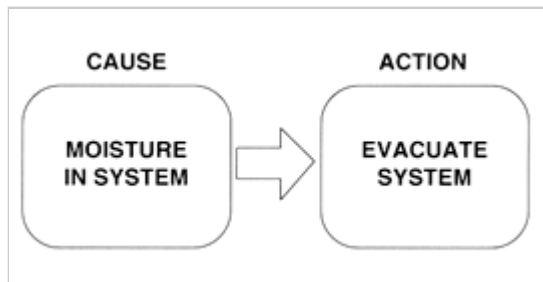 CAUSE
MOISTURE
IN SYSTEM
ACTION
EVACUATE
SYSTEM